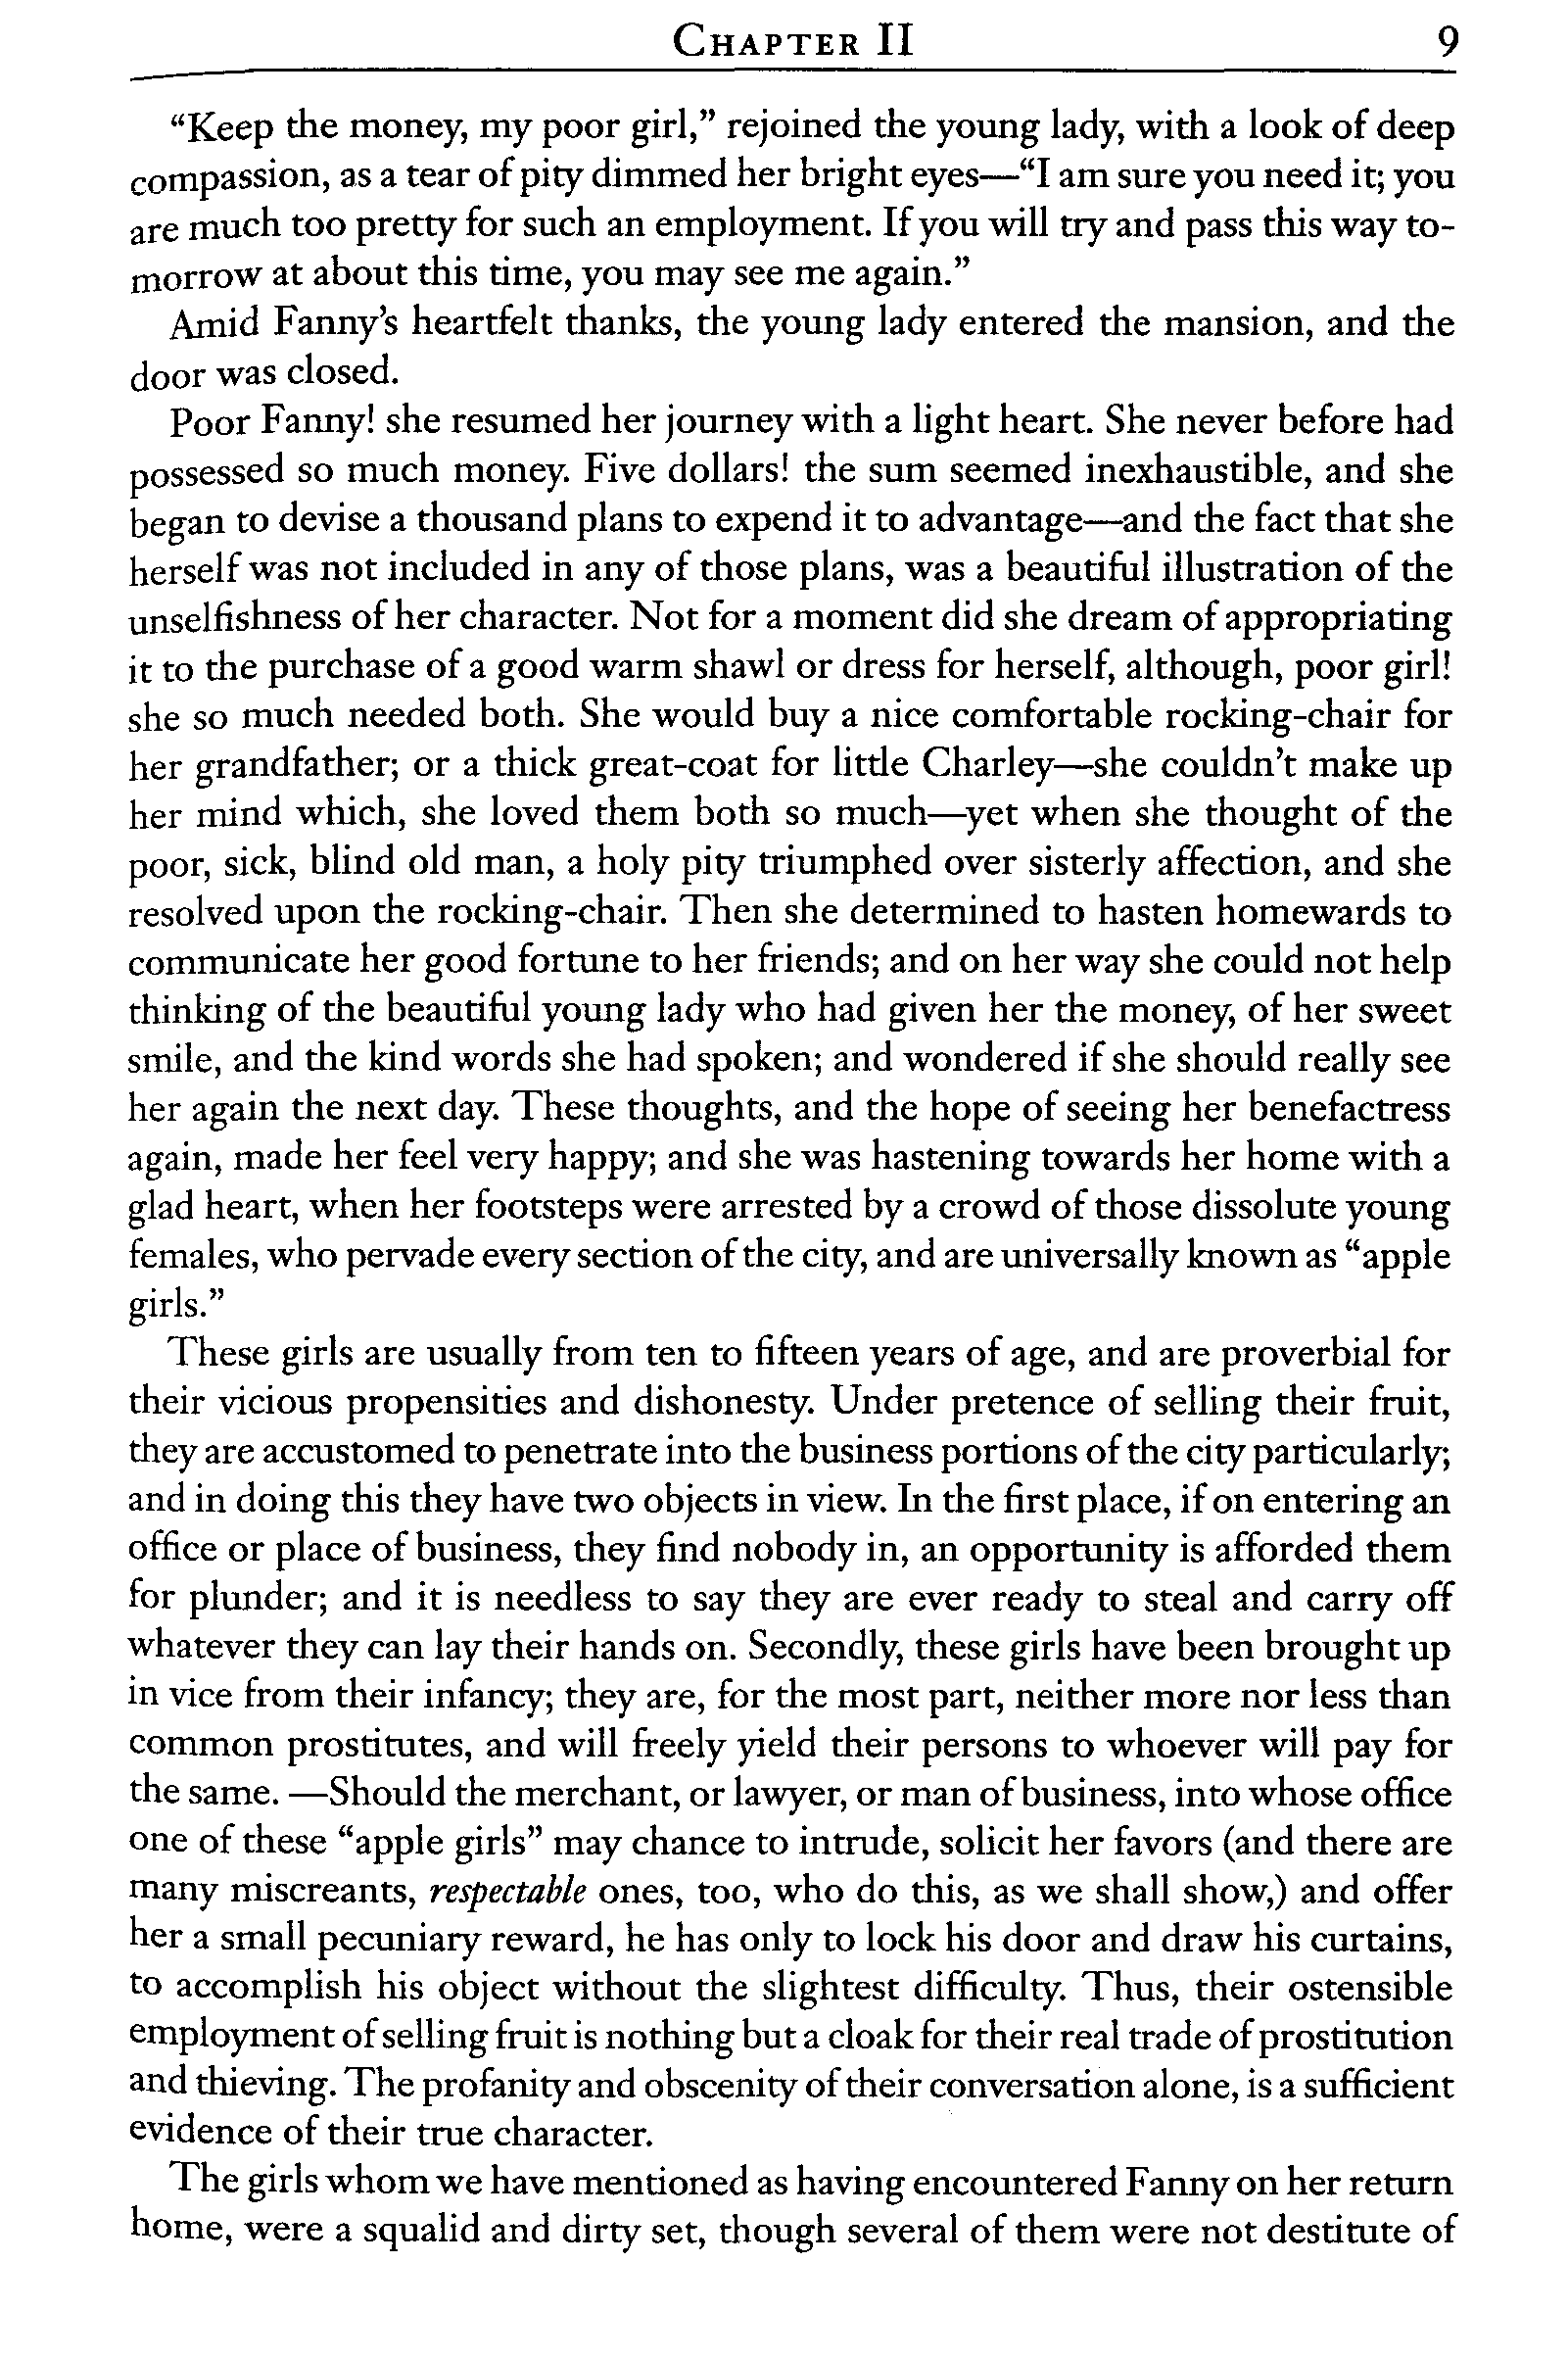 CHAPTER II 9
“Keep the money, my poor girl,” rejoined the young lady, with a look of deep
compassion, as a tear of pity dimmed her bright eyes—“I am sure you need it; you
are much too pretty for such an employment. If you will try and pass this way to-
morrow at about this time, you may see me again.”
Amid Fanny’s heartfelt thanks, the young lady entered the mansion, and the
door was closed.
Poor Fanny! she resumed her journey with a light heart. She never before had
possessed so much money. Five dollars! the sum seemed inexhaustible, and she
began to devise a thousand plans to expend it to advantage—and the fact that she
herself was not included in any of those plans, was a beautiful illustration of the
unselfishness of her character. Not for a moment did she dream of appropriating
it to the purchase of a good warm shawl or dress for herself, although, poor girl!
she so much needed both. She would buy a nice comfortable rocking-chair for
her grandfather; or a thick great-coat for little Charley—she couldn’t make up
her mind which, she loved them both so much—yet when she thought of the
poor, sick, blind old man, a holy pity triumphed over sisterly affection, and she
resolved upon the rocking-chair. Then she determined to hasten homewards to
communicate her good fortune to her friends; and on her way she could not help
thinking of the beautiful young lady who had given her the money, of her sweet
smile, and the kind words she had spoken; and wondered if she should really see
her again the next day. These thoughts, and the hope of seeing her benefactress
again, made her feel very happy; and she was hastening towards her home with a
glad heart, when her footsteps were arrested by a crowd of those dissolute young
females, who pervade every section of the city, and are universally known as “apple
girls.”
These girls are usually from ten to fifteen years of age, and are proverbial for
their vicious propensities and dishonesty. Under pretence of selling their fruit,
they are accustomed to penetrate into the business portions of the city particularly;
and in doing this they have two objects in view. In the first place, if on entering an
office or place of business, they find nobody in, an opportunity is afforded them
for plunder; and it is needless to say they are ever ready to steal and carry off
whatever they can lay their hands on. Secondly, these girls have been brought up
in vice from their infancy; they are, for the most part, neither more nor less than
common prostitutes, and will freely yield their persons to whoever will pay for
the same. —Should the merchant, or lawyer, or man of business, into whose office
one of these “apple girls” may chance to intrude, solicit her favors (and there are
many miscreants, respectable ones, too, who do this, as we shall show,) and offer
her a small pecuniary reward, he has only to lock his door and draw his curtains,
to accomplish his object without the slightest difficulty. Thus, their ostensible
employment of selling fruit is nothing but a cloak for their real trade of prostitution
and thieving. The profanity and obscenity of their conversation alone, is a sufficient
evidence of their true character.
The girls whom we have mentioned as having encountered Fanny on her return
home, were a squalid and dirty set, though several of them were not destitute of